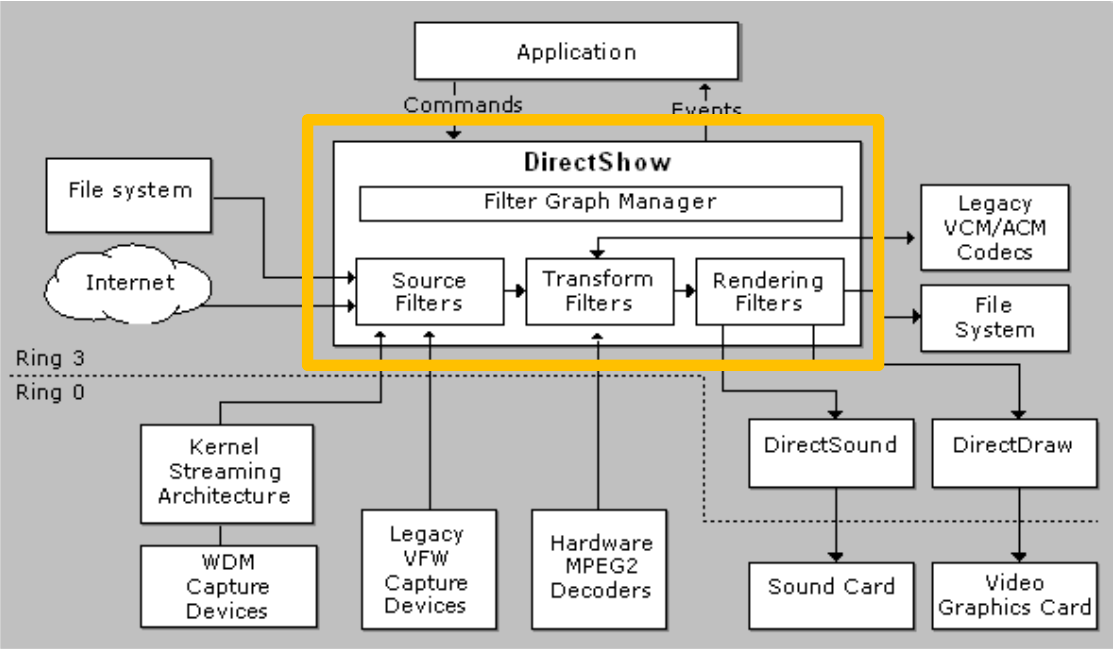 Application
Commands
Events
DirectShow
Filter Graph Manager
File system
Internet
Source
Filters
Transform
Filters
Rendering
Filters
Legacy
VCM/ACM
Codecs
File
System
Ring 3
Ring 0
Kernel
Streaming
Architecture
WDM
Capture
Devices
Legacy
VFW
Capture
Devices
Hardware
MPEG2
Decoders
DirectSound
DirectDraw
Sound Card
Video
Graphics Card